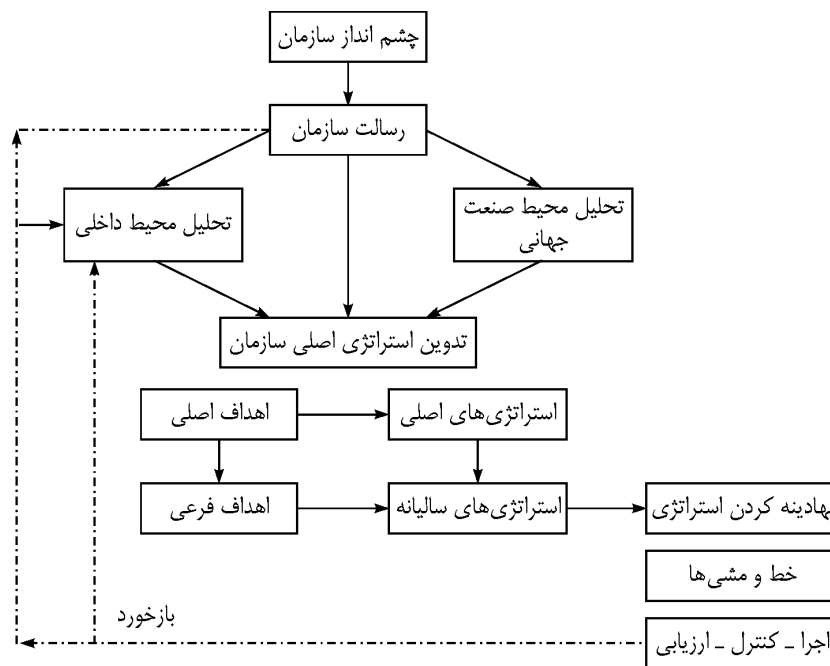 چشم انداز سازمان
رسالت سازمان
تحلیل محیط صنعت
جهانی
تحلیل محیط داخلی
تدوین استراتژی اصلی سازمان
اهداف اصلی
استراتژی‌های اصلی
اهداف فرعی
استراتژی‌های سالیانه
نهادینه کردن استراتژی
خط و مشی‌ها
بازخورد
اجرا ـ کنترل ـ ارزیابی